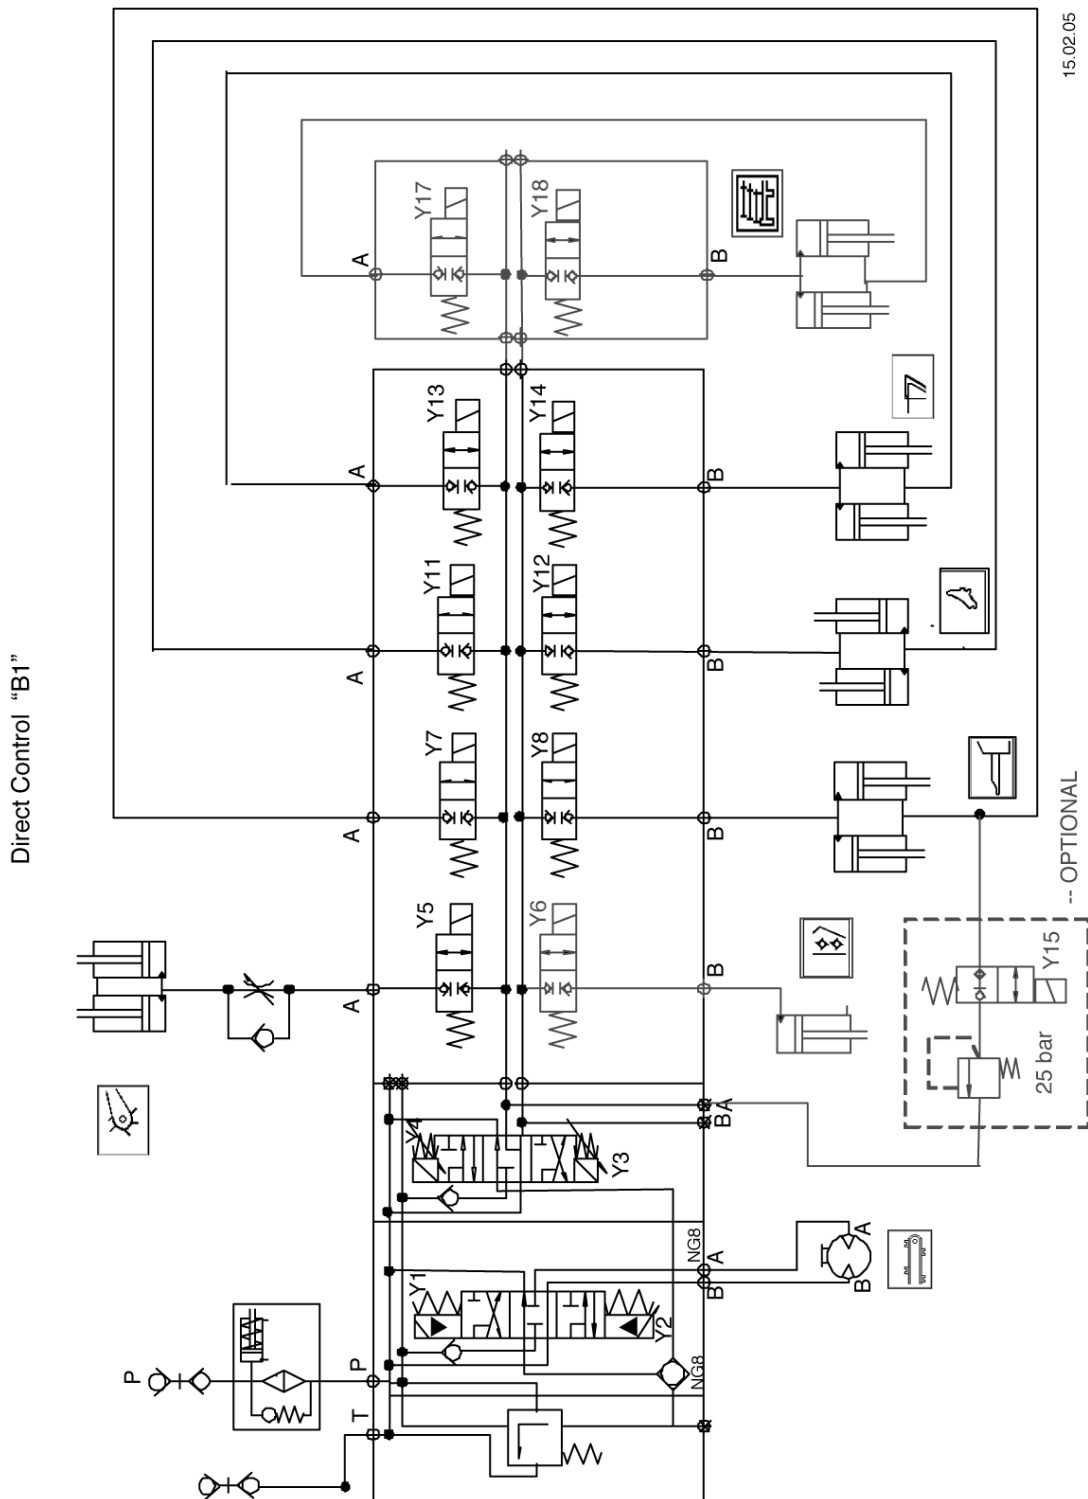 Direct Control "B1"
15.02.05
Y17
Y18
A
B
Y13
Y14
A
B
Y11
Y12
A
B
Y7
Y8
A
B
Y5
Y6
A
B
-- OPTIONAL
Y15
25 bar
Y4
Y3
B A
Y1
Y2
NG8
A
B
A
B
NG8
P
P
T